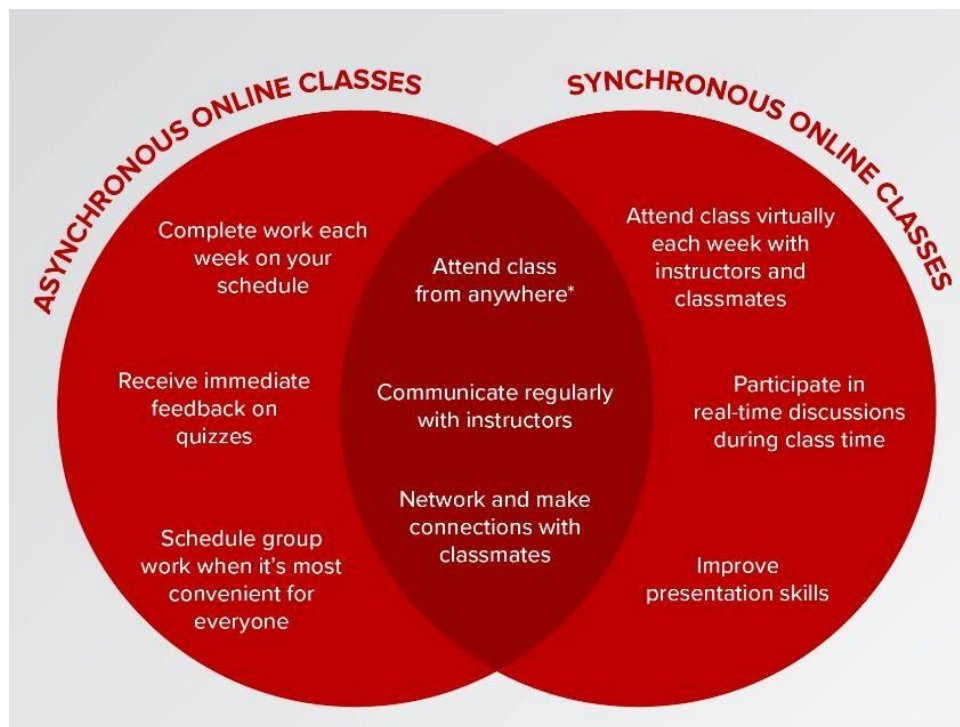 ASYNCHRONOUS ONLINE CLASSES
Complete work each
week on your
schedule
Receive immediate
feedback on
quizzes
Schedule group
work when it's most
convenient for
everyone
Attend class
from anywhere*
Communicate regularly
with instructors
Network and make
connections with
classmates
SYNCHRONOUS ONLINE CLASSES
Attend class virtually
each week with
instructors and
classmates
Participate in
real-time discussions
during class time
Improve
presentation skills